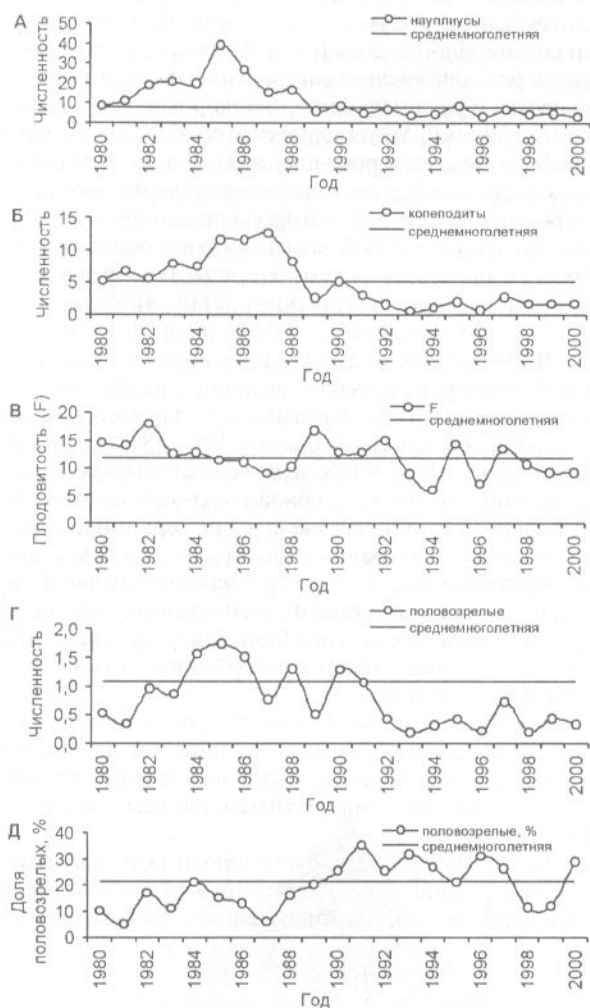 А
науплиусы
среднемноголетняя
Численность
50
40
30
20
10
0
1980 1982 1984 1986 1988 1990 1992 1994 1996 1998 2000
Год
Б
копеподиты
среднемноголетняя
Численность
15
10
5
0
1980 1982 1984 1986 1988 1990 1992 1994 1996 1998 2000
Год
В
F
среднемноголетняя
Плодовитость (F)
20
15
10
5
0
1980 1982 1984 1986 1988 1990 1992 1994 1996 1998 2000
Год
Г
половозрелые
среднемноголетняя
Численность
2,0
1,5
1,0
0,5
0,0
1980 1982 1984 1986 1988 1990 1992 1994 1996 1998 2000
Год
Д
половозрелые, %
среднемноголетняя
Доля
половозрелых, %
40
30
20
10
0
1980 1982 1984 1986 1988 1990 1992 1994 1996 1998 2000
Год